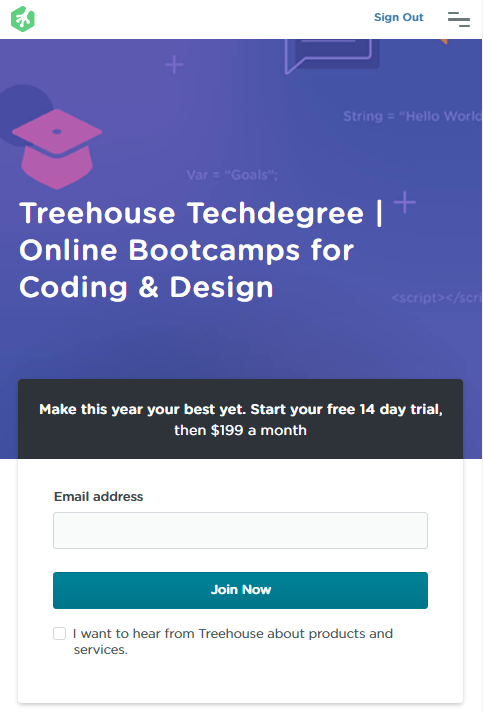 Sign Out
String = "Hello World
Var = "Goals";
Treehouse Techdegree |
Online Bootcamps for
Coding & Design
<script></scri
Make this year your best yet. Start your free 14 day trial,
then $199 a month
Email address
Join Now
I want to hear from Treehouse about products and
services.